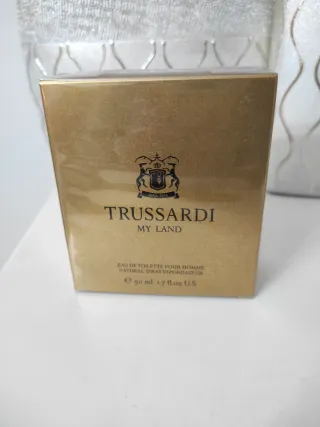 TRUSSARDI
MY LAND
EAU DE TOILETTE POUR HOMME
NATURAL SPRAY VAPORISATEUR
℮ 50 ml 1.7 fl.oz U.S